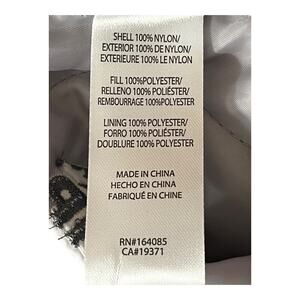 SHELL 100% NYLON/
EXTERIOR 100% DE NYLON/
EXTERIEURE 100% LE NYLON/
FILL 100%POLYESTER/
RELLENO 100% POLIÉSTER/
REMBOURRAGE 100%POLYESTER/
LINING 100% POLYESTER/
FORRO 100% POLIÉSTER/
DOUBLURE 100% POLYESTER
MADE IN CHINA
HECHO EN CHINA
FABRIQUÉ EN CHINE
RN#164085
CA#19371